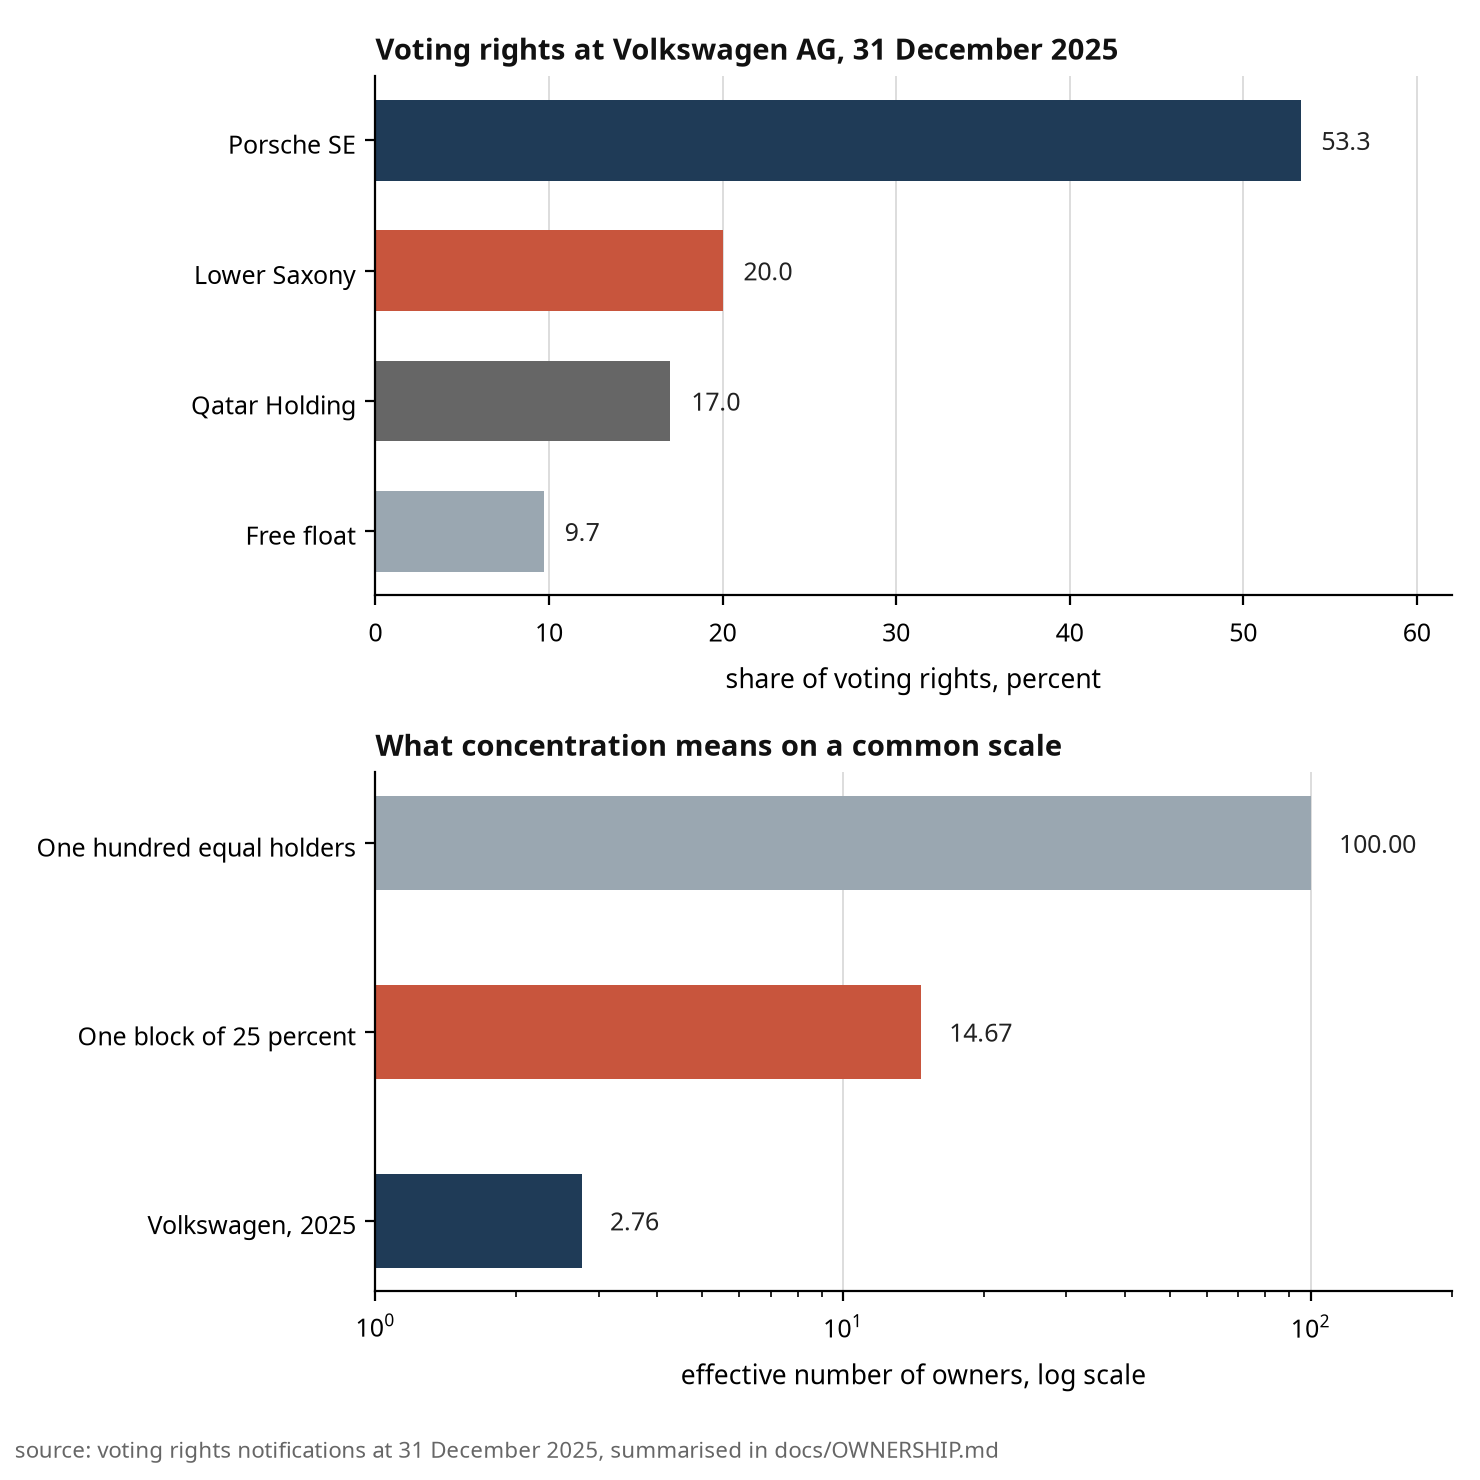 Voting rights at Volkswagen AG, 31 December 2025
Porsche SE
53.3
Lower Saxony
20.0
Qatar Holding
17.0
Free float
9.7
0 10 20 30 40 50 60
share of voting rights, percent
What concentration means on a common scale
One hundred equal holders
100.00
One block of 25 percent
14.67
Volkswagen, 2025
2.76
10⁰ 10¹ 10²
effective number of owners, log scale
source: voting rights notifications at 31 December 2025, summarised in docs/OWNERSHIP.md